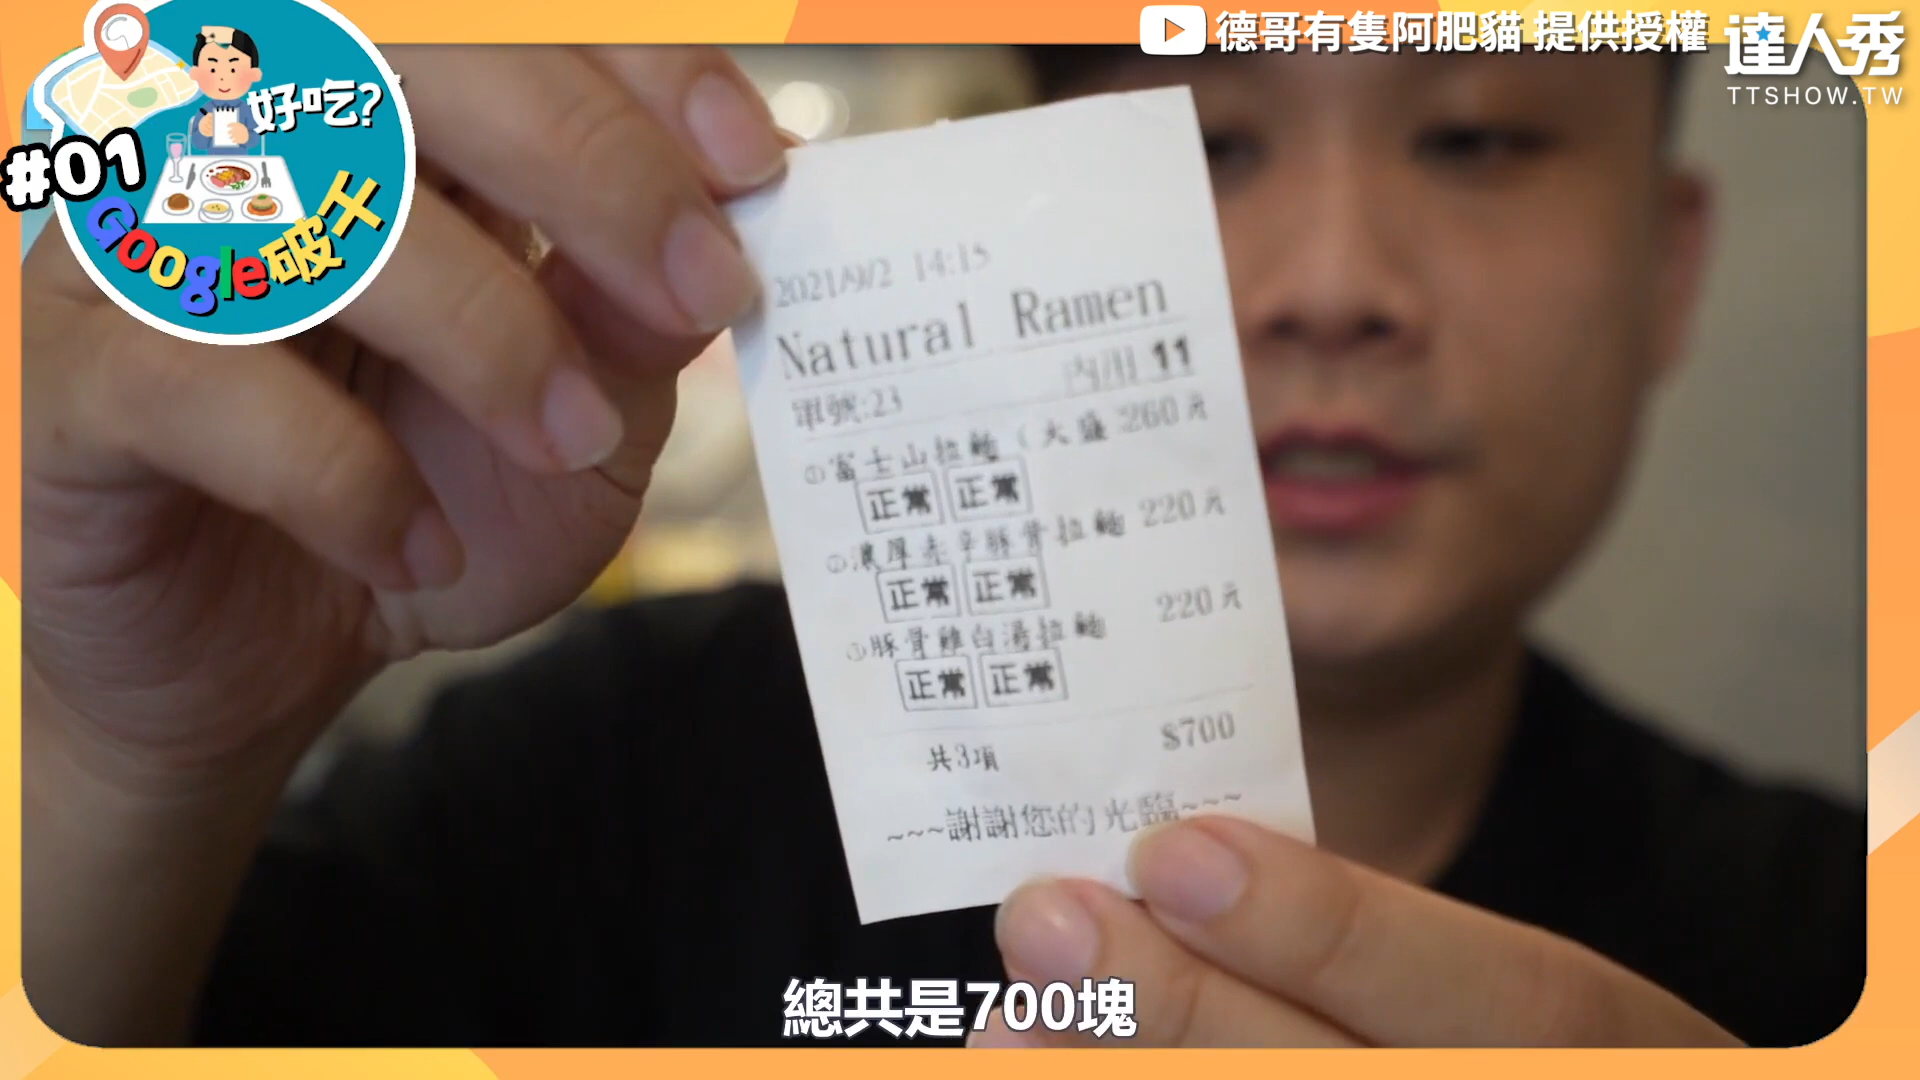 德哥有隻阿肥貓 提供授權
達人秀
TTSHOW.TW
好吃?
#01
Google破千
2021/9/2 14:15
Natural Ramen
內用 11
單號:23
①富士山拉麵(大盛 260元
正常 正常
②濃厚赤辛豚骨拉麵 220元
正常 正常
③豚骨雞白湯拉麵 220元
正常 正常
共3項 $700
~~~謝謝您的光臨~~~
總共是700塊